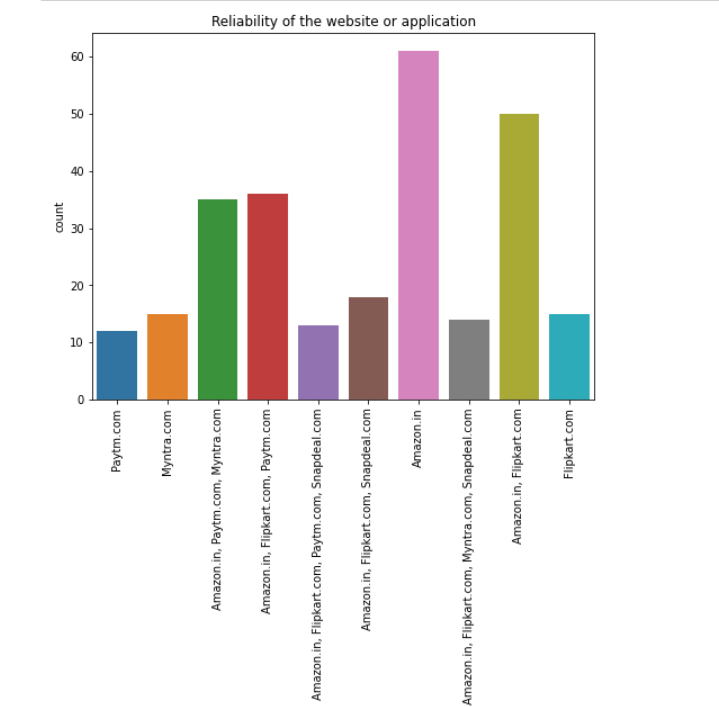 Reliability of the website or application
60
50
40
30
20
10
0
count
Paytm.com
Myntra.com
Amazon.in, Paytm.com, Myntra.com
Amazon.in, Flipkart.com, Paytm.com
Amazon.in, Flipkart.com, Paytm.com, Snapdeal.com
Amazon.in, Flipkart.com, Snapdeal.com
Amazon.in
Amazon.in, Flipkart.com, Myntra.com, Snapdeal.com
Amazon.in, Flipkart.com
Flipkart.com